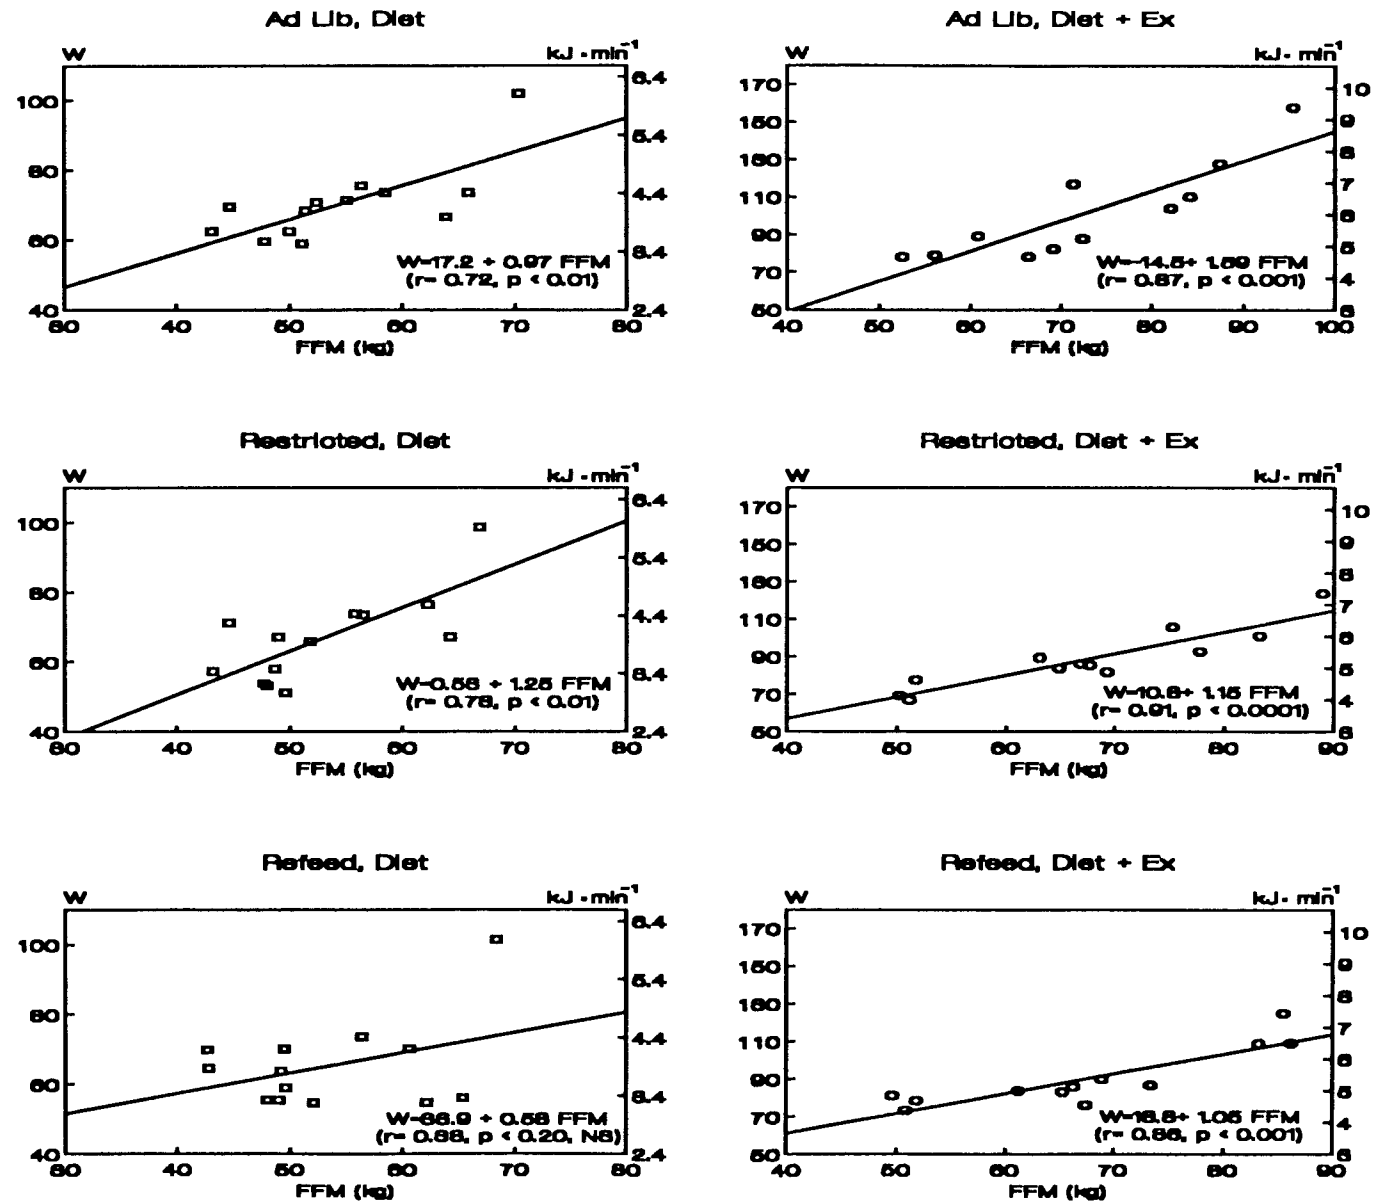 Ad Lib, Diet
W kJ · min⁻¹
100
80
60
40
6.4
5.4
4.4
3.4
2.4
W=17.2 + 0.97 FFM
(r= 0.72, p < 0.01)
30 40 50 60 70 80
FFM (kg)
Ad Lib, Diet + Ex
W kJ · min⁻¹
170
150
130
110
90
70
50
10
9
8
7
6
5
4
3
W=-14.5+ 1.59 FFM
(r= 0.87, p < 0.001)
40 50 60 70 80 90 100
FFM (kg)
Restricted, Diet
W kJ · min⁻¹
100
80
60
40
6.4
5.4
4.4
3.4
2.4
W=0.56 + 1.25 FFM
(r= 0.78, p < 0.01)
30 40 50 60 70 80
FFM (kg)
Restricted, Diet + Ex
W kJ · min⁻¹
170
150
130
110
90
70
50
10
9
8
7
6
5
4
3
W=10.8+ 1.15 FFM
(r= 0.91, p < 0.0001)
40 50 60 70 80 90
FFM (kg)
Refeed, Diet
W kJ · min⁻¹
100
80
60
40
6.4
5.4
4.4
3.4
2.4
W=33.9 + 0.58 FFM
(r= 0.38, p < 0.20, NS)
30 40 50 60 70 80
FFM (kg)
Refeed, Diet + Ex
W kJ · min⁻¹
170
150
130
110
90
70
50
10
9
8
7
6
5
4
3
W=18.8+ 1.05 FFM
(r= 0.86, p < 0.001)
40 50 60 70 80 90
FFM (kg)